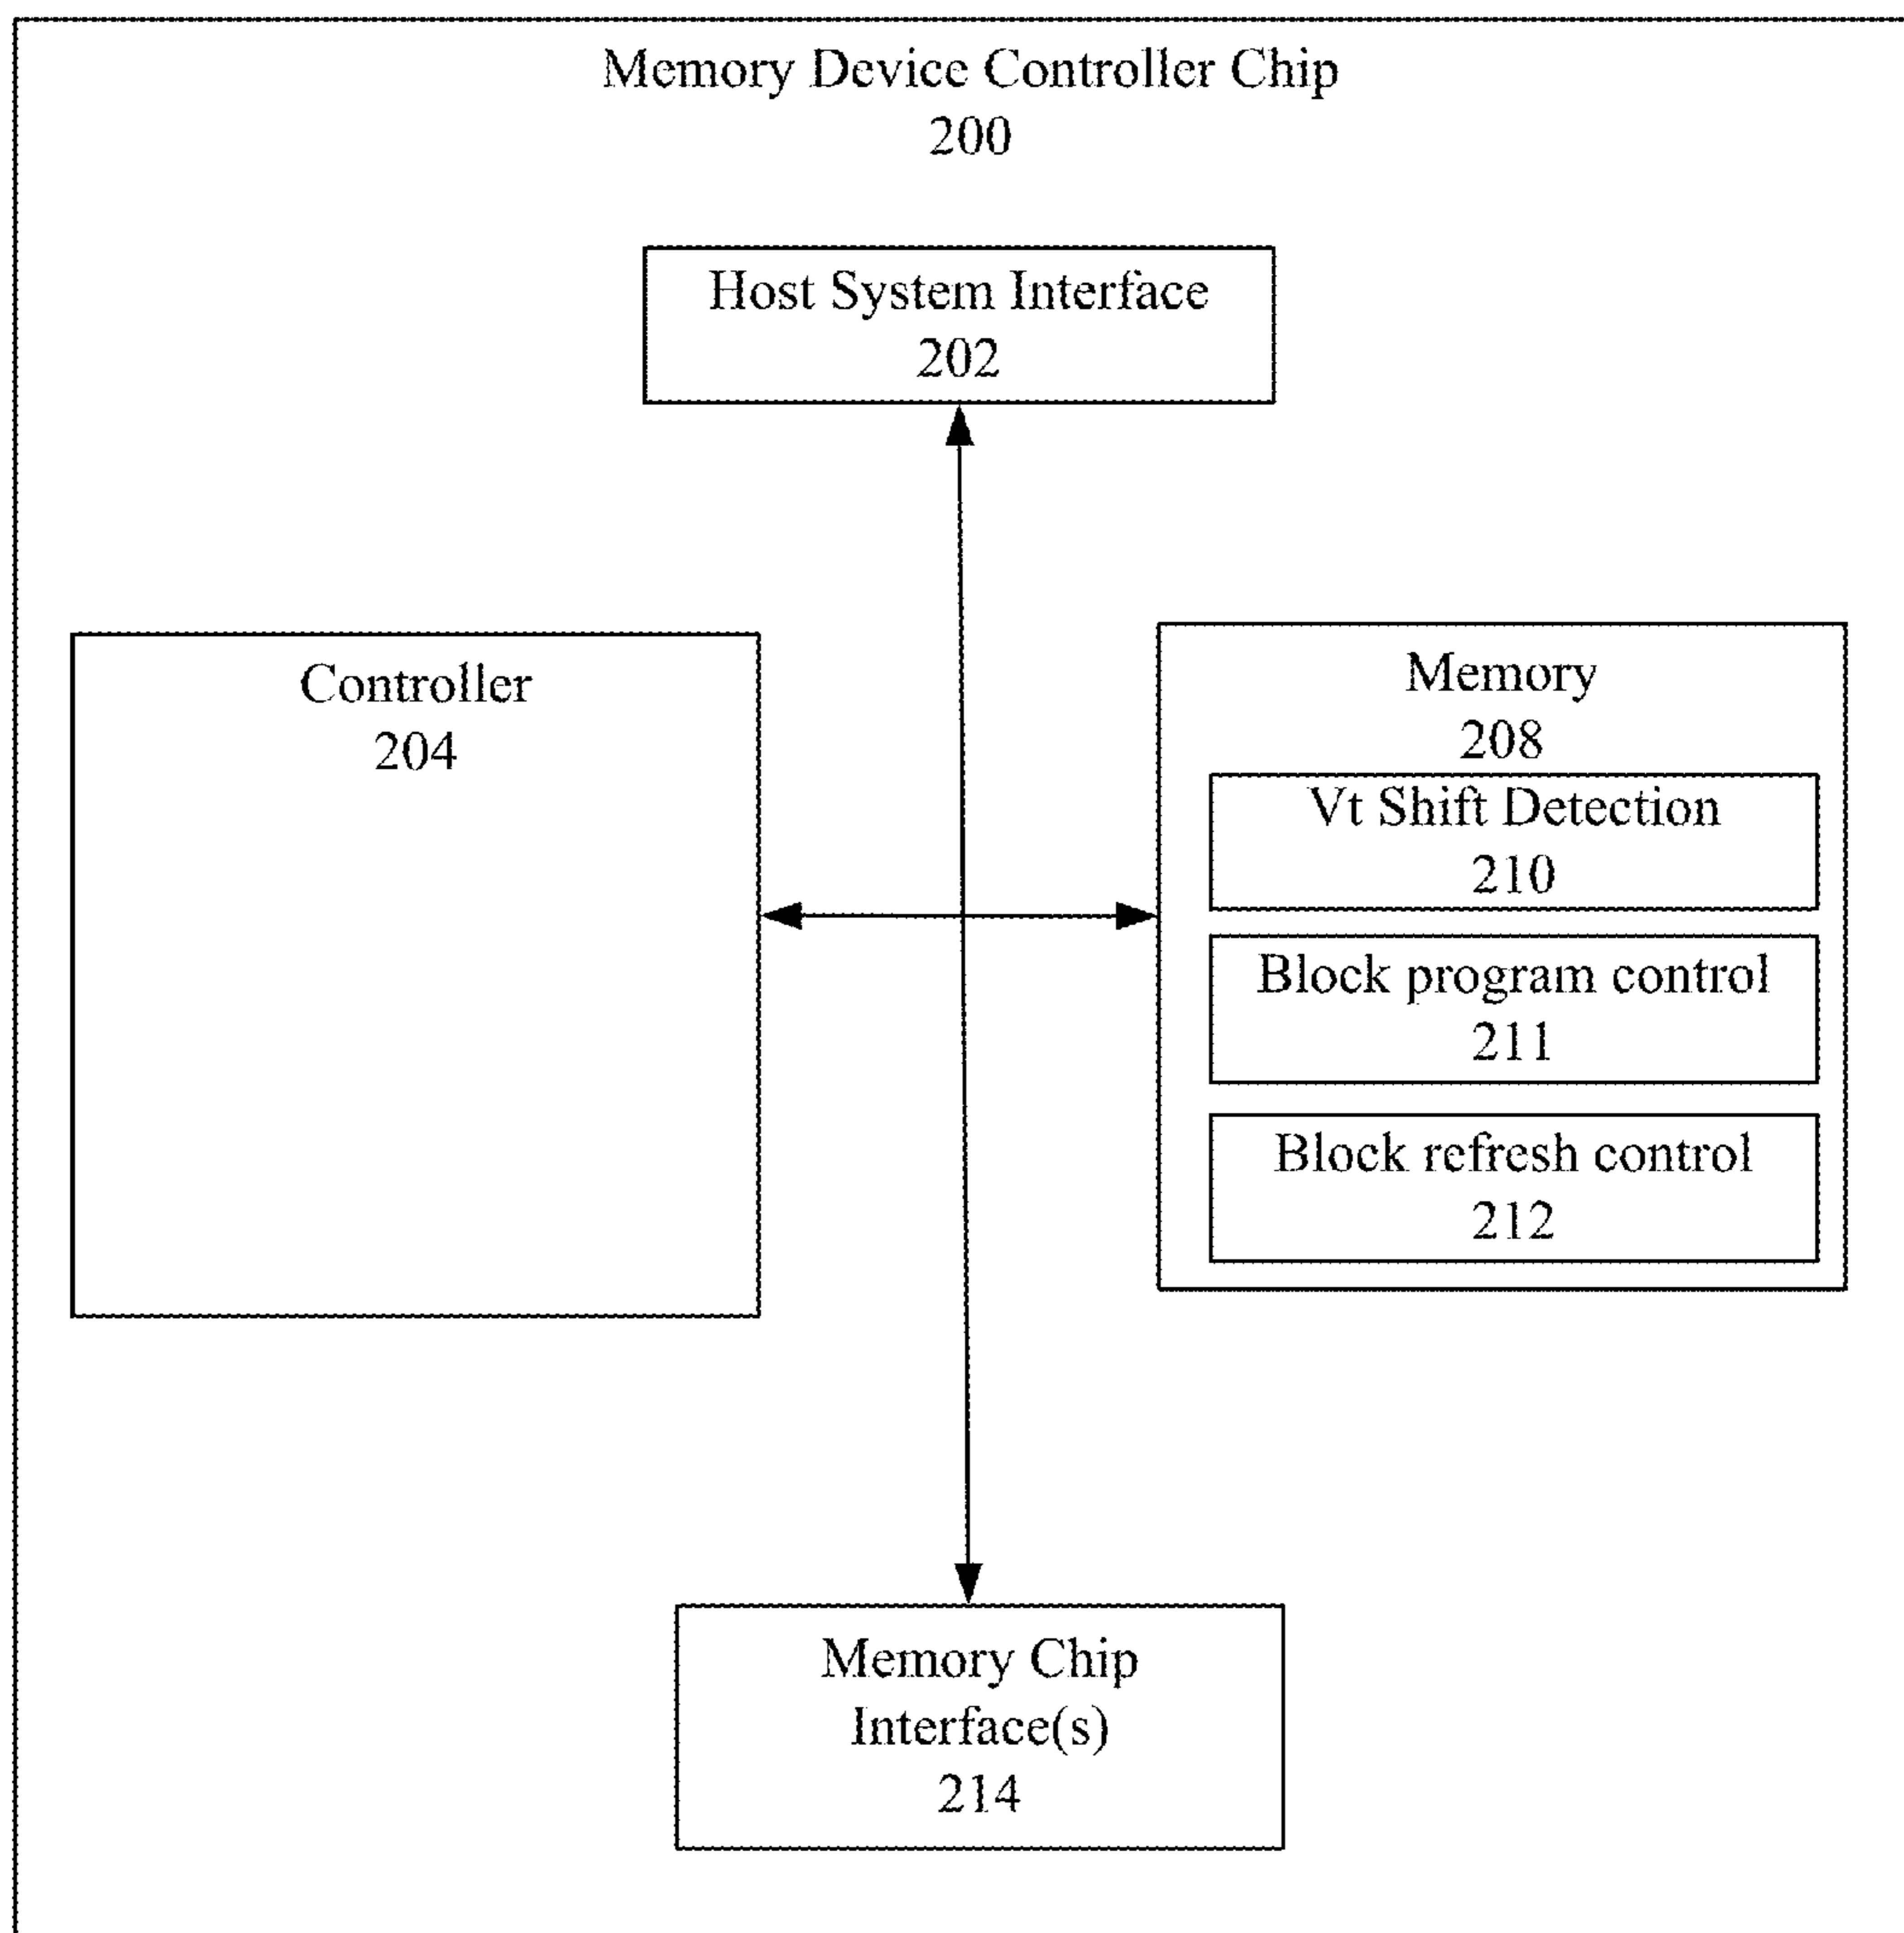 Memory Device Controller Chip
200
Host System Interface
202
Controller
204
Memory
208
Vt Shift Detection
210
Block program control
211
Block refresh control
212
Memory Chip
Interface(s)
214